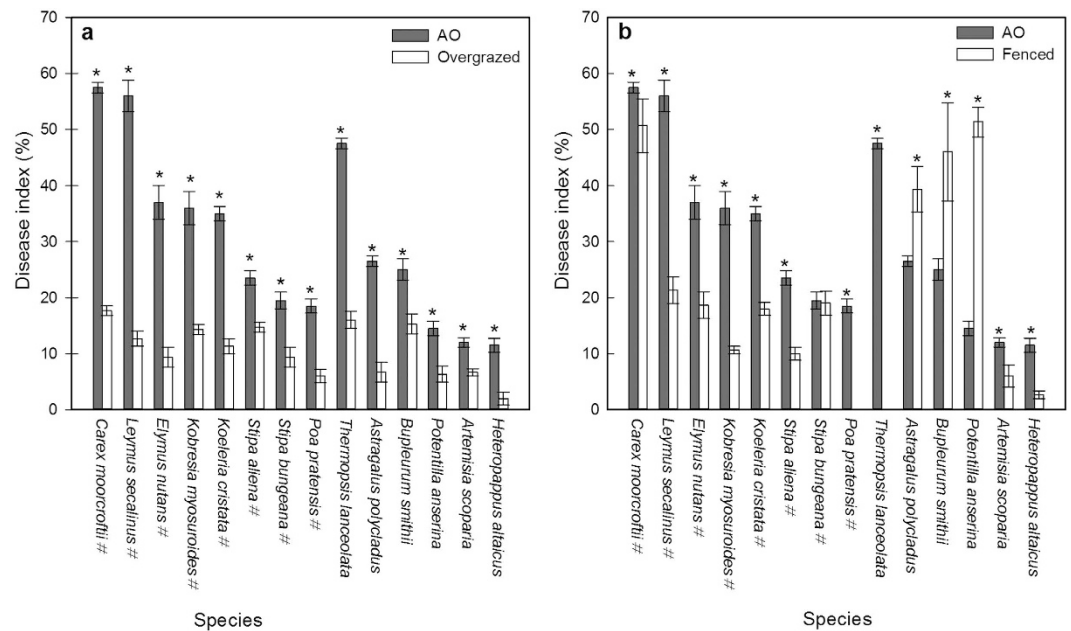 a
AO
Overgrazed
Disease index (%)
70
60
50
40
30
20
10
0
* * * * * * * * * * * * * *
Carex moorcroftii #
Leymus secalinus #
Elymus nutans #
Kobresia myosuroides #
Koeleria cristata #
Stipa aliena #
Stipa bungeana #
Poa pratensis #
Thermopsis lanceolata
Astragalus polycladus
Bupleurum smithii
Potentilla anserina
Artemisia scoparia
Heteropappus altaicus
Species
b
AO
Fenced
Disease index (%)
70
60
50
40
30
20
10
0
* * * * * * * * * * * * *
Carex moorcroftii #
Leymus secalinus #
Elymus nutans #
Kobresia myosuroides #
Koeleria cristata #
Stipa aliena #
Stipa bungeana #
Poa pratensis #
Thermopsis lanceolata
Astragalus polycladus
Bupleurum smithii
Potentilla anserina
Artemisia scoparia
Heteropappus altaicus
Species